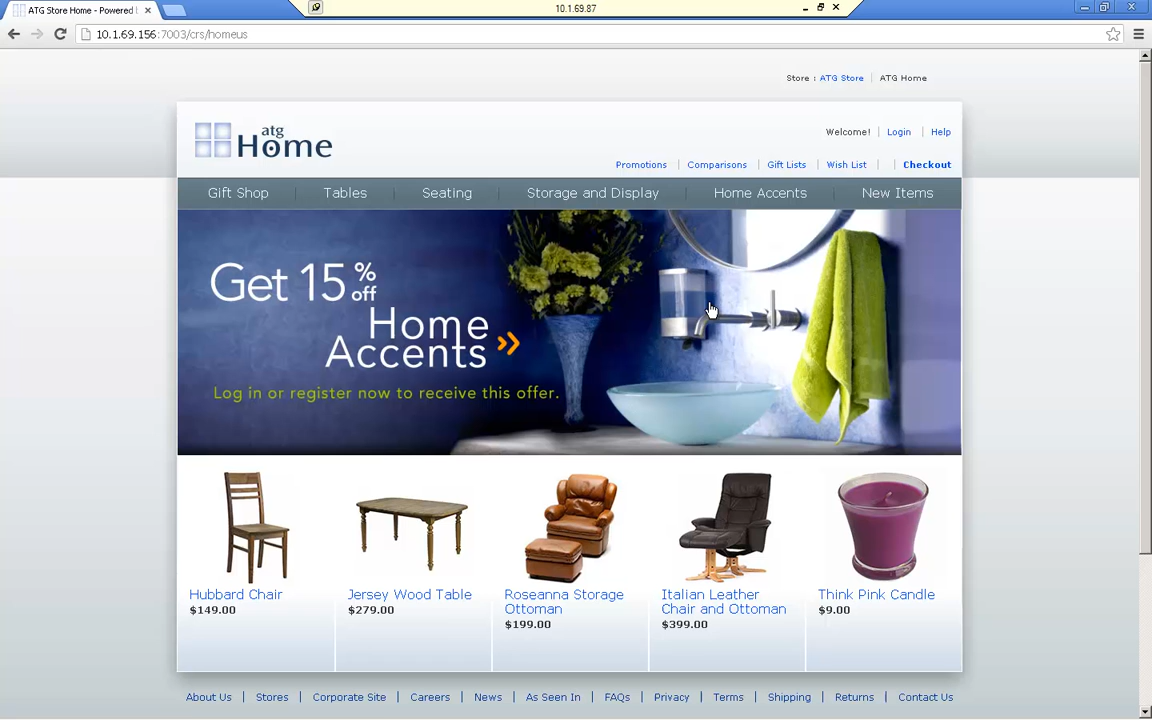 ATG Store Home - Powered
10.1.69.87
10.1.69.156:7003/crs/homeus
Store : ATG Store ATG Home
atg
Home
Welcome! Login Help
Promotions Comparisons Gift Lists Wish List Checkout
Gift Shop Tables Seating Storage and Display Home Accents New Items
Get 15% off
Home
Accents
Log in or register now to receive this offer.
Hubbard Chair
$149.00
Jersey Wood Table
$279.00
Roseanna Storage
Ottoman
$199.00
Italian Leather
Chair and Ottoman
$399.00
Think Pink Candle
$9.00
About Us Stores Corporate Site Careers News As Seen In FAQs Privacy Terms Shipping Returns Contact Us